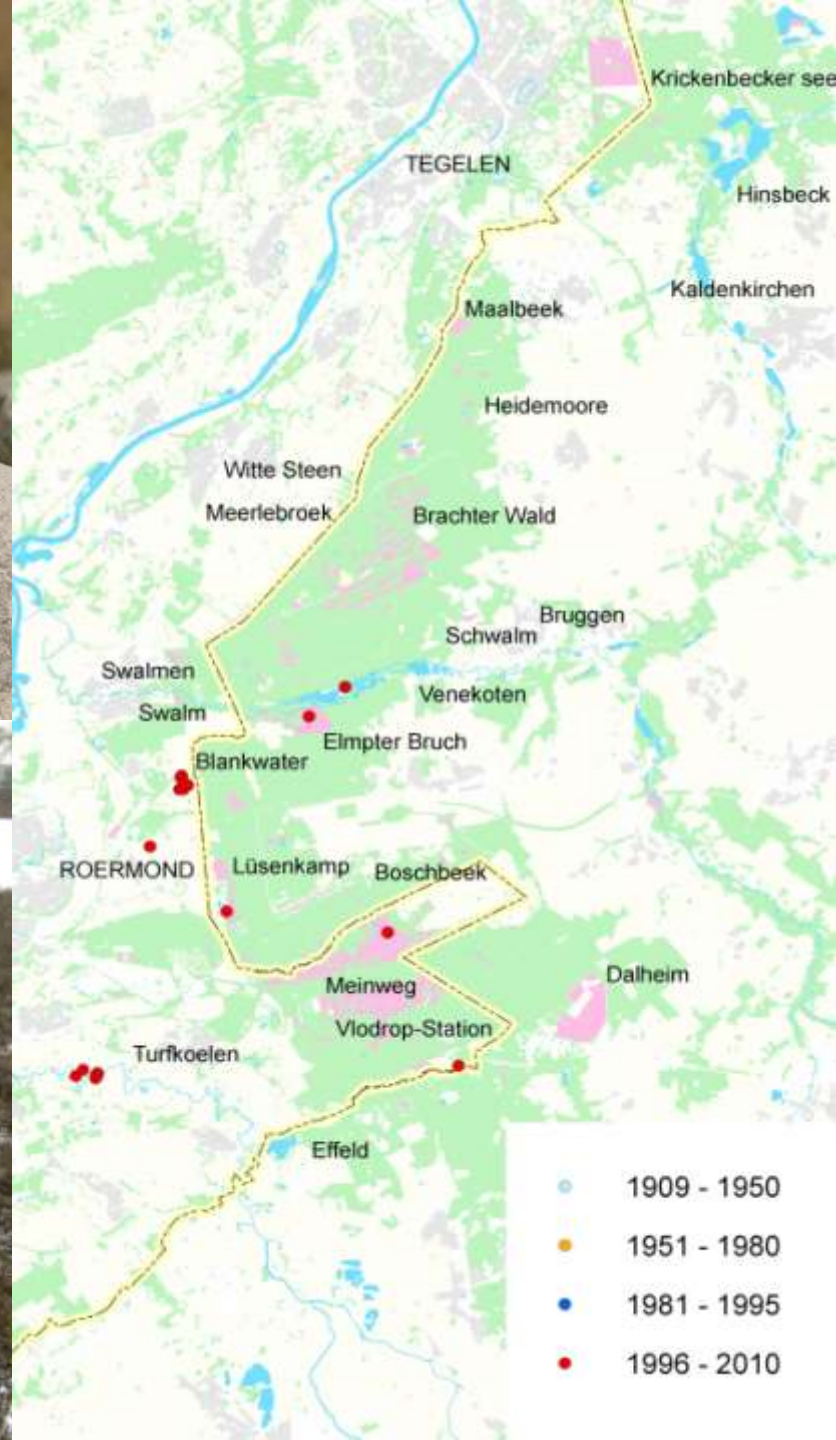 Krickenbecker see
TEGELEN
Hinsbeck
Kaldenkirchen
Maalbeek
Heidemoore
Witte Steen
Meerlebroek
Brachter Wald
Bruggen
Schwalm
Swalmen
Venekoten
Swalm
Elmpter Bruch
Blankwater
ROERMOND
Lüsenkamp
Boschbeek
Meinweg
Dalheim
Vlodrop-Station
Turfkoelen
Effeld
1909 - 1950
1951 - 1980
1981 - 1995
1996 - 2010